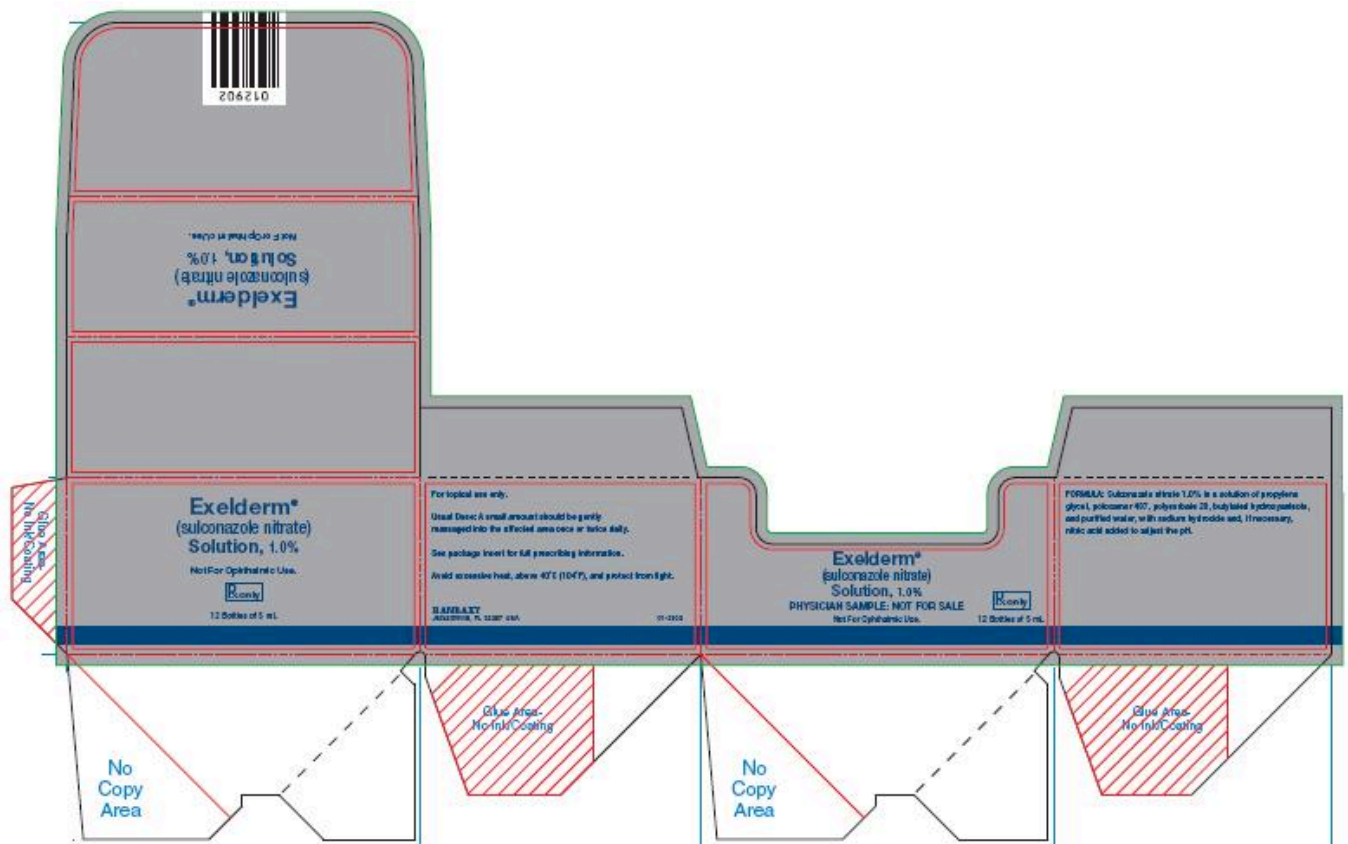 012902
Not For Ophthalmic Use.
Solution, 1.0%
(sulconazole nitrate)
Exelderm®
Glue Area-
No Ink/Coating
Exelderm®
(sulconazole nitrate)
Solution, 1.0%
Not For Ophthalmic Use.
Rx only
12 Bottles of 5 mL
For topical use only.
Usual Dose: A small amount should be gently
massaged into the affected area once or twice daily.
See package insert for full prescribing information.
Avoid excessive heat, above 40°C (104°F), and protect from light.
RANBAXY
Jacksonville, FL 32257 USA
Exelderm®
(sulconazole nitrate)
Solution, 1.0%
PHYSICIAN SAMPLE: NOT FOR SALE
Not For Ophthalmic Use.
Rx only
12 Bottles of 5 mL
FORMULA: Sulconazole nitrate 1.0% is a solution of propylene
glycol, poloxamer 407, polysorbate 20, butylated hydroxyanisole,
and purified water, with sodium hydroxide and, if necessary,
nitric acid added to adjust the pH.
No
Copy
Area
Glue Area-
No Ink/Coating
No
Copy
Area
Glue Area-
No Ink/Coating